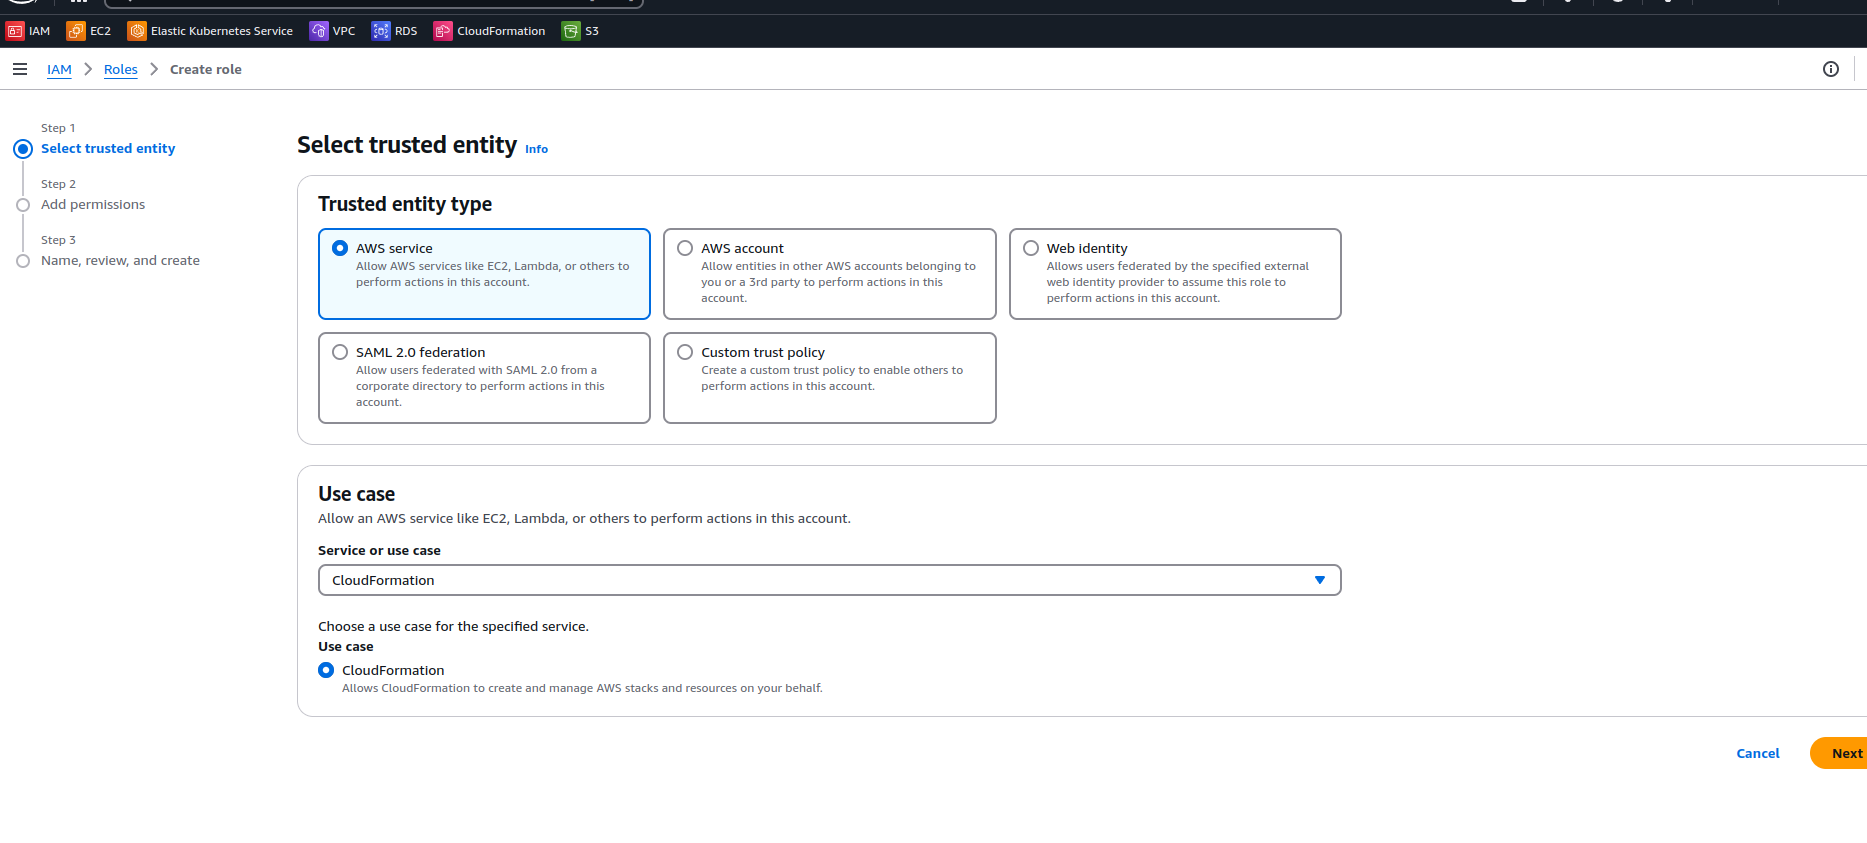 IAM EC2 Elastic Kubernetes Service VPC RDS CloudFormation S3
IAM Roles Create role
Step 1
Select trusted entity
Step 2
Add permissions
Step 3
Name, review, and create
Select trusted entity Info
Trusted entity type
AWS service
Allow AWS services like EC2, Lambda, or others to
perform actions in this account.
AWS account
Allow entities in other AWS accounts belonging to
you or a 3rd party to perform actions in this
account.
Web identity
Allows users federated by the specified external
web identity provider to assume this role to
perform actions in this account.
SAML 2.0 federation
Allow users federated with SAML 2.0 from a
corporate directory to perform actions in this
account.
Custom trust policy
Create a custom trust policy to enable others to
perform actions in this account.
Use case
Allow an AWS service like EC2, Lambda, or others to perform actions in this account.
Service or use case
CloudFormation
Choose a use case for the specified service.
Use case
CloudFormation
Allows CloudFormation to create and manage AWS stacks and resources on your behalf.
Cancel Next